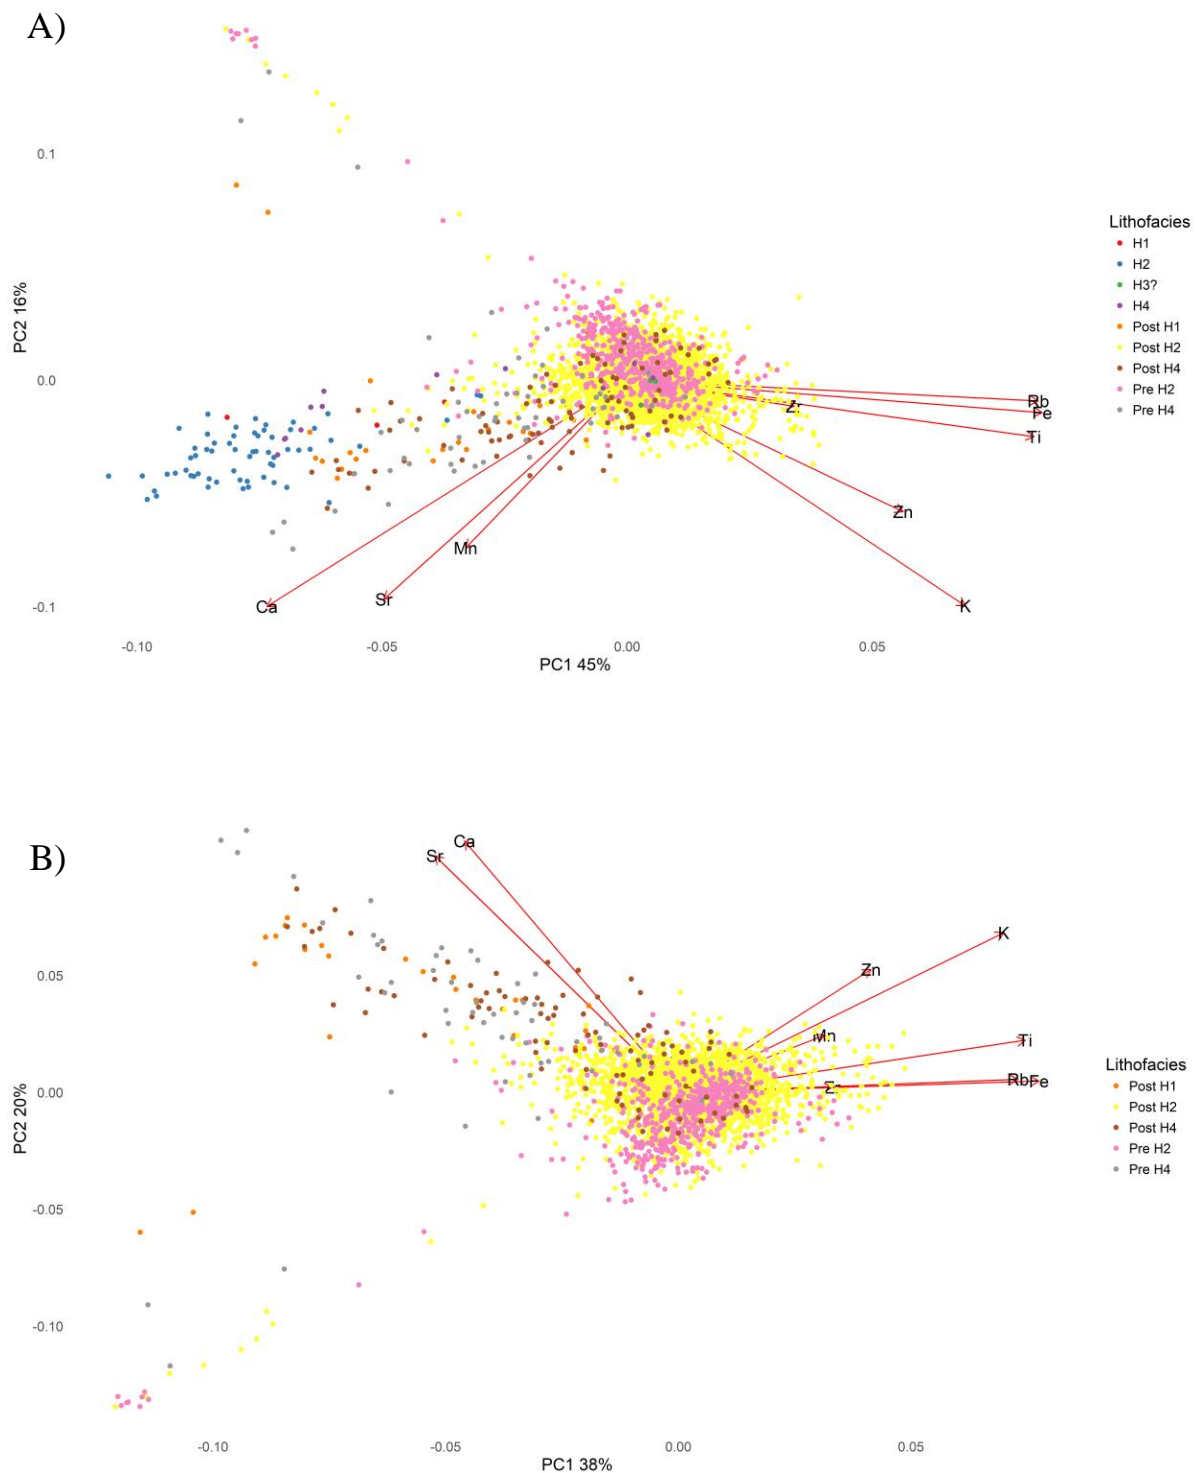 A)
0.1
0.0
-0.1
PC2 16%
-0.10
-0.05
0.00
0.05
PC1 45%
Rb
Fe
Ti
Zr
Zn
K
Mn
Sr
Ca
Lithofacies
H1
H2
H3?
H4
Post H1
Post H2
Post H4
Pre H2
Pre H4
B)
Ca
Sr
K
Zn
Mn
Ti
Rb
Fe
Zr
0.05
0.00
-0.05
-0.10
PC2 20%
-0.10
-0.05
0.00
0.05
PC1 38%
Lithofacies
Post H1
Post H2
Post H4
Pre H2
Pre H4